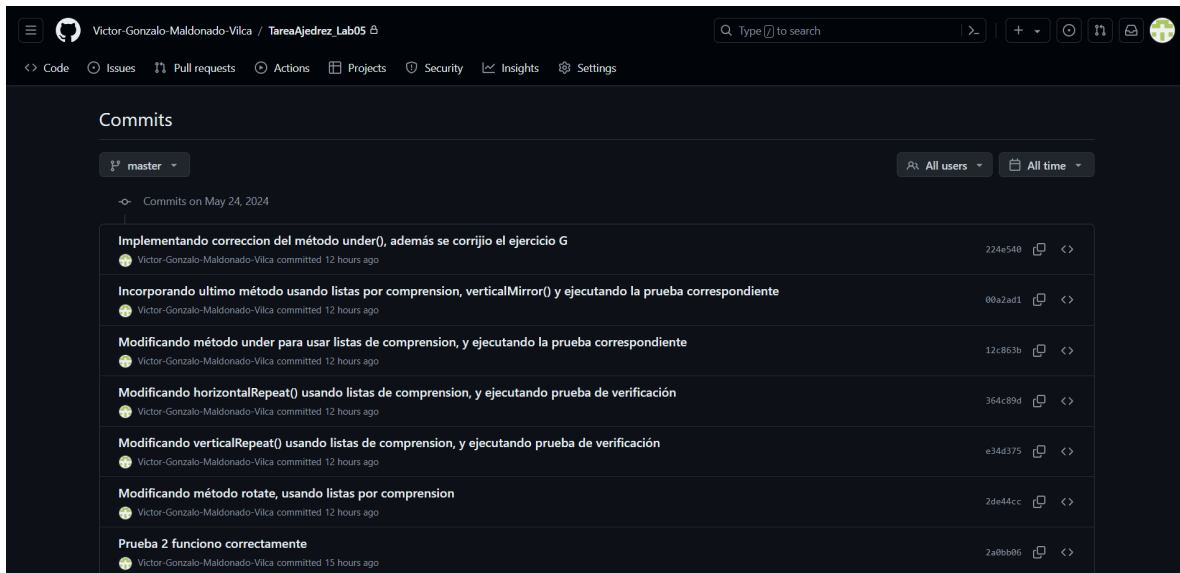 Victor-Gonzalo-Maldonado-Vilca / TareaAjedrez_Lab05
Type / to search
Code Issues Pull requests Actions Projects Security Insights Settings
Commits
master
All users All time
Commits on May 24, 2024
Implementando correccion del método under(), además se corrijio el ejercicio G
224e540
Victor-Gonzalo-Maldonado-Vilca committed 12 hours ago
Incorporando ultimo método usando listas por comprension, verticalMirror() y ejecutando la prueba correspondiente
00a2ad1
Victor-Gonzalo-Maldonado-Vilca committed 12 hours ago
Modificando método under para usar listas de comprension, y ejecutando la prueba correspondiente
12c863b
Victor-Gonzalo-Maldonado-Vilca committed 12 hours ago
Modificando horizontalRepeat() usando listas de comprension, y ejecutando prueba de verificación
364c89d
Victor-Gonzalo-Maldonado-Vilca committed 12 hours ago
Modificando verticalRepeat() usando listas de comprension, y ejecutando prueba de verificación
e34d375
Victor-Gonzalo-Maldonado-Vilca committed 12 hours ago
Modificando método rotate, usando listas por comprension
2de44cc
Victor-Gonzalo-Maldonado-Vilca committed 12 hours ago
Prueba 2 funciono correctamente
2a0bb06
Victor-Gonzalo-Maldonado-Vilca committed 15 hours ago